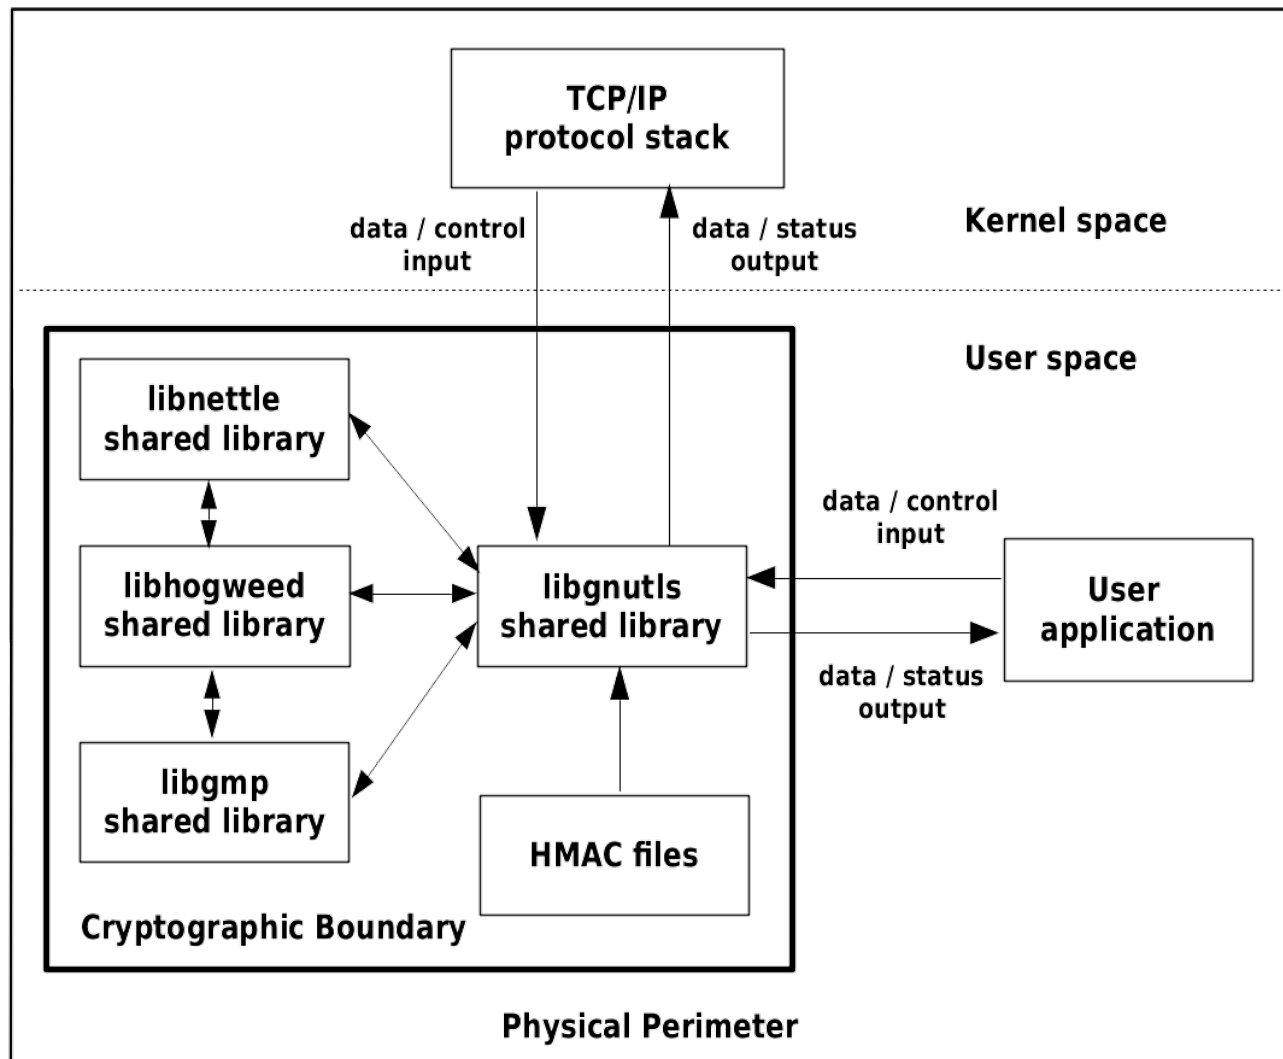 TCP/IP
protocol stack
data / control
input
data / status
output
Kernel space
User space
libnettle
shared library
libhogweed
shared library
libgnutls
shared library
data / control
input
User
application
data / status
output
libgmp
shared library
HMAC files
Cryptographic Boundary
Physical Perimeter